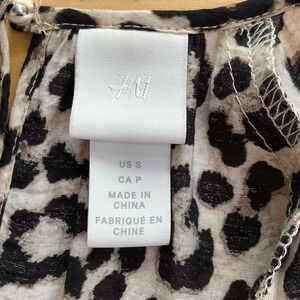 H&M
US S
CA P
MADE IN
CHINA
FABRIQUÉ EN
CHINE